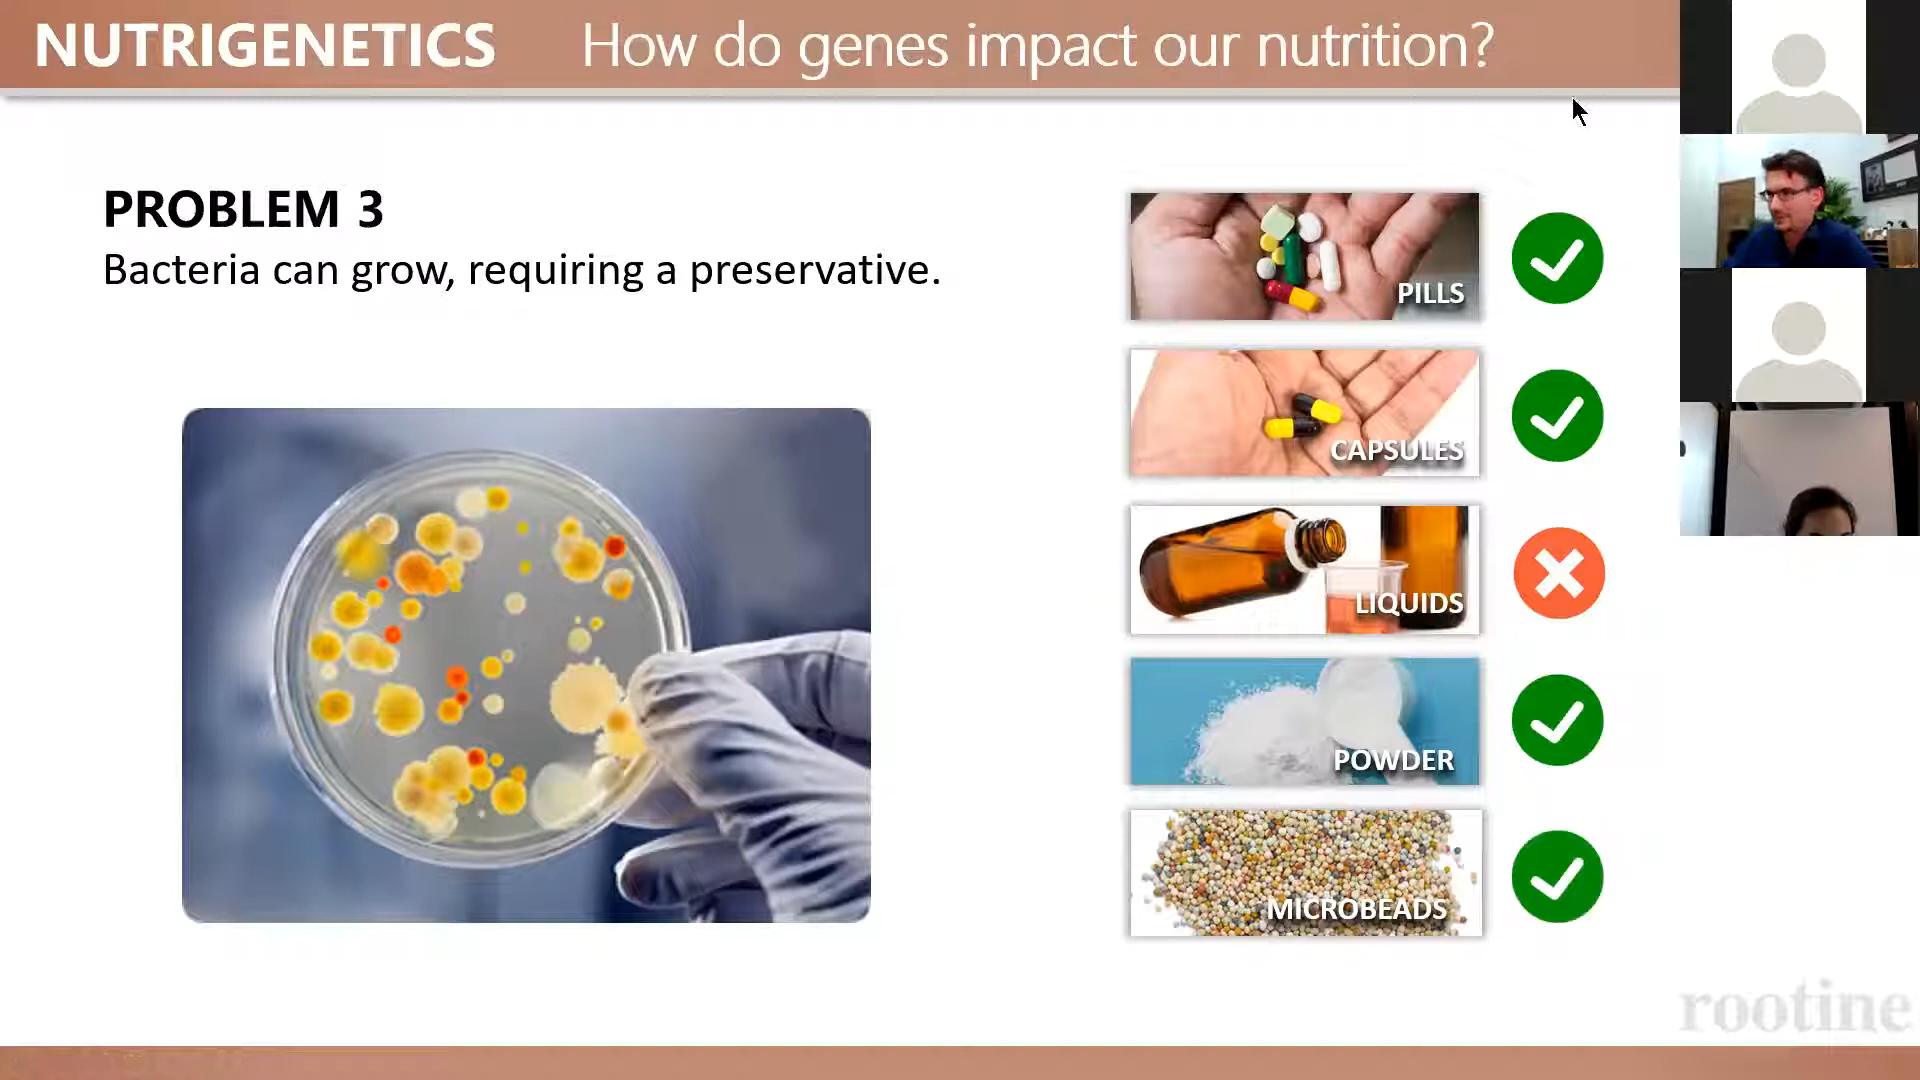 NUTRIGENETICS How do genes impact our nutrition?
PROBLEM 3
Bacteria can grow, requiring a preservative.
PILLS
CAPSULES
LIQUIDS
POWDER
MICROBEADS
rootine